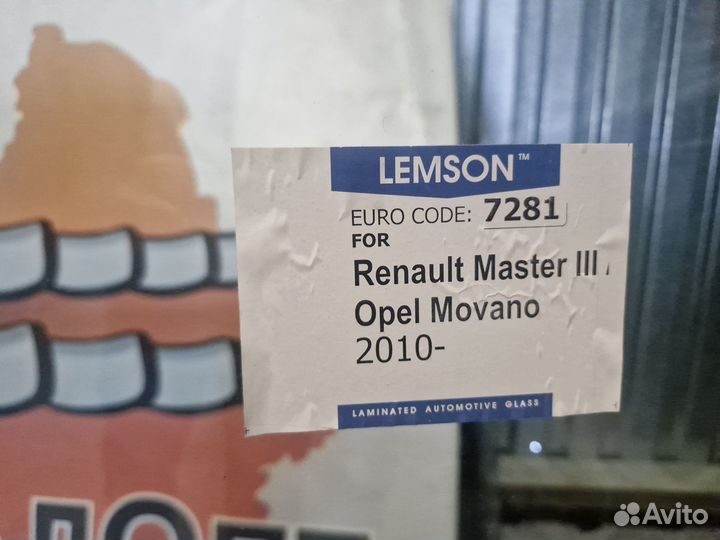 LEMSON™
EURO CODE: 7281
FOR
Renault Master III /
Opel Movano
2010-
LAMINATED AUTOMOTIVE GLASS
Avito